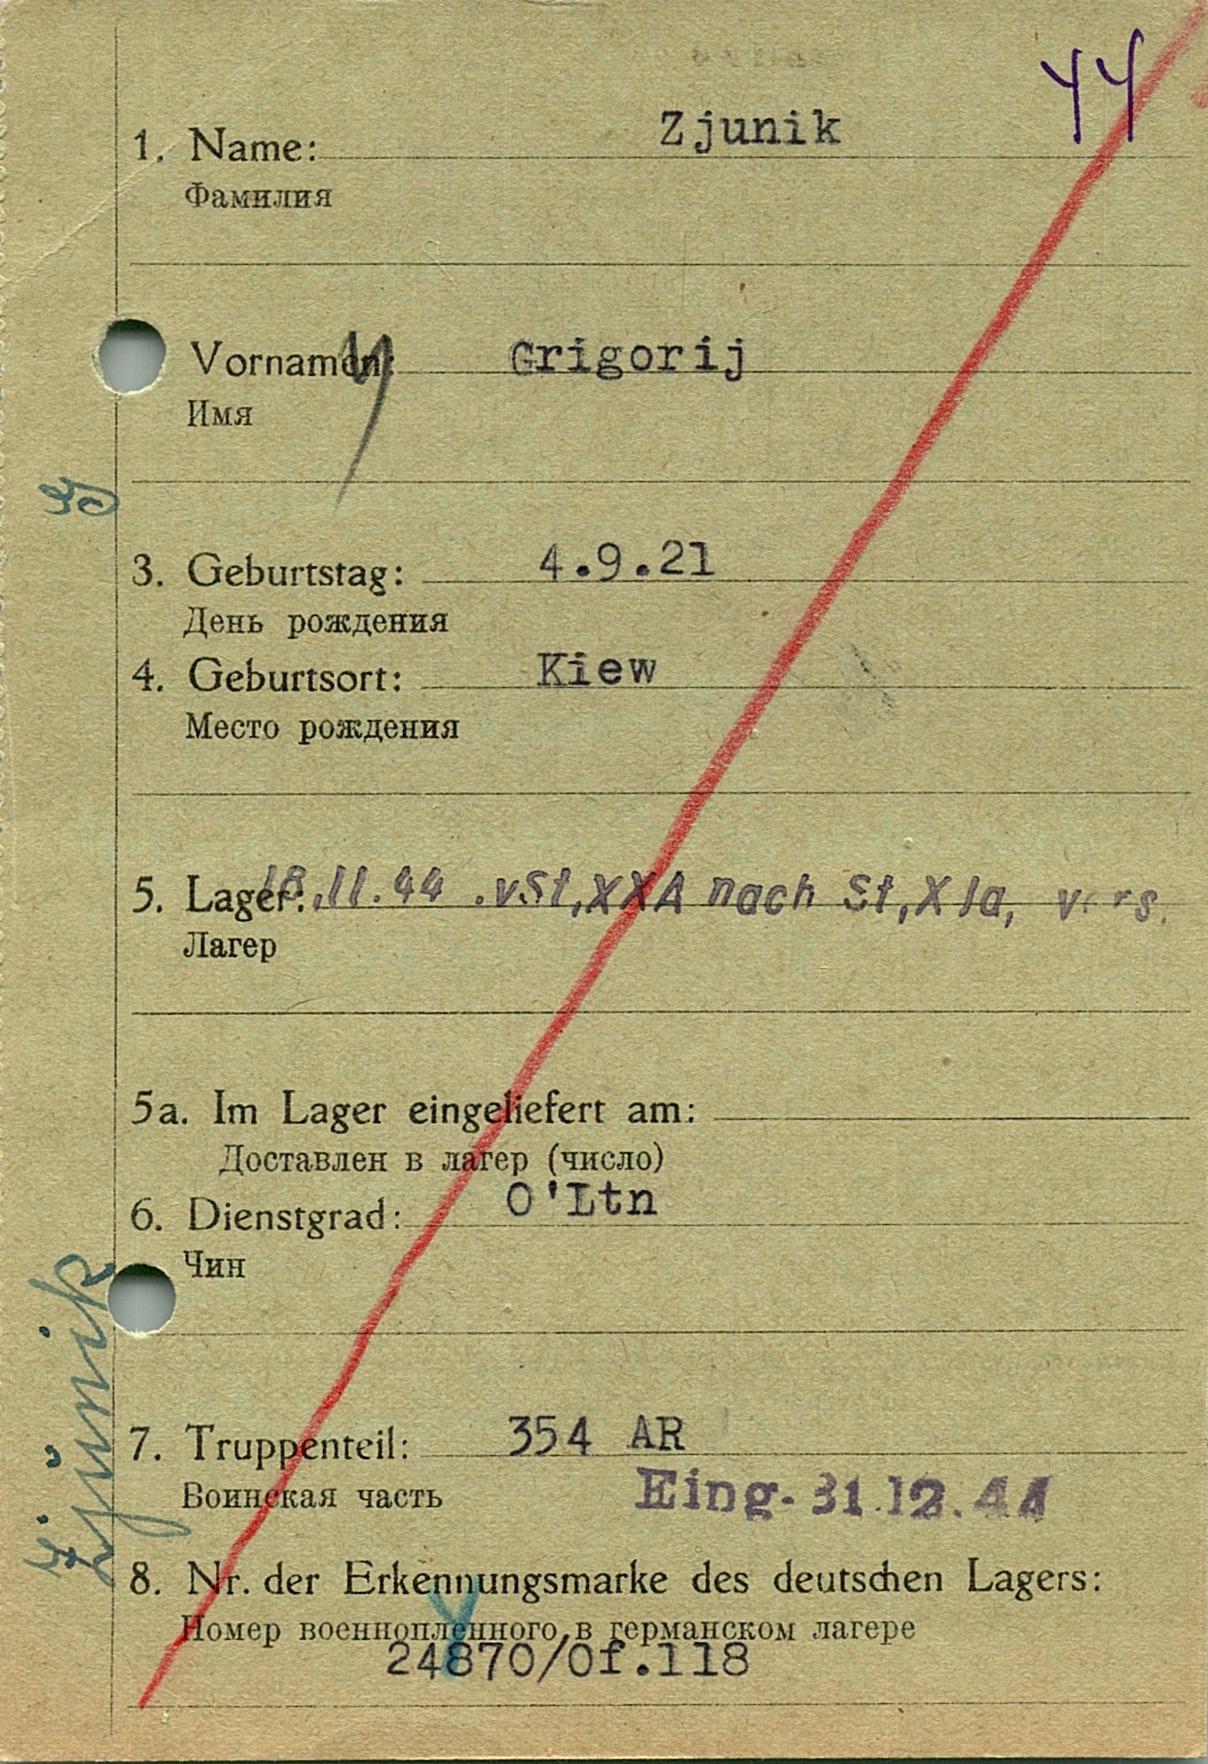 44
1. Name: Zjunik
Фамилия
Vornamen: Grigorij
Имя
3. Geburtstag: 4.9.21
День рождения
4. Geburtsort: Kiew
Место рождения
5. Lager: 18.11.44 .vSt,XXA nach St,XIa, vers.
Лагер
5a. Im Lager eingeliefert am:
Доставлен в лагер (число)
6. Dienstgrad: O'Ltn
Чин
7. Truppenteil: 354 AR
Воинская часть
Eing. 31.12.44
8. Nr. der Erkennungsmarke des deutschen Lagers:
Номер военнопленного в германском лагере
24870/Of.118
Zjunik